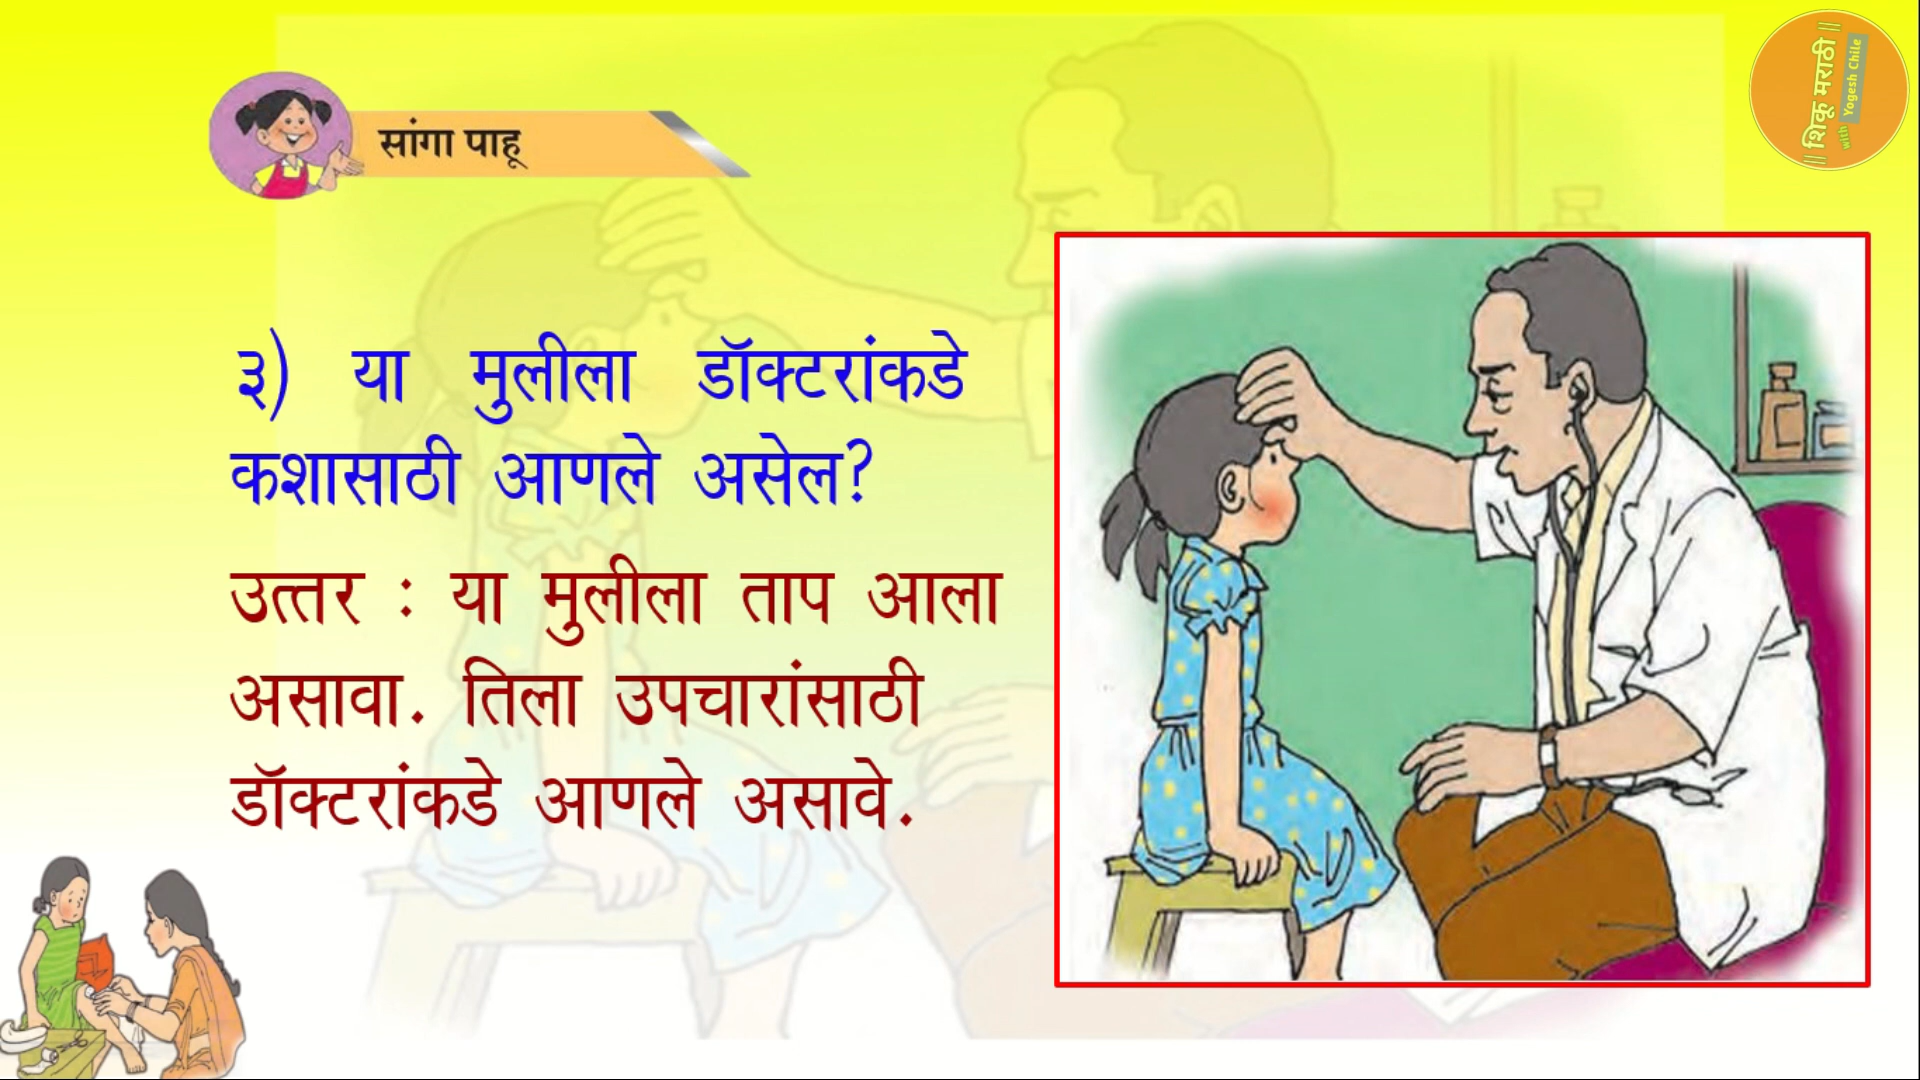 || शिकू मराठी ||
with Yogesh Chile
सांगा पाहू
३) या मुलीला डॉक्टरांकडे
कशासाठी आणले असेल?
उत्तर : या मुलीला ताप आला
असावा. तिला उपचारांसाठी
डॉक्टरांकडे आणले असावे.